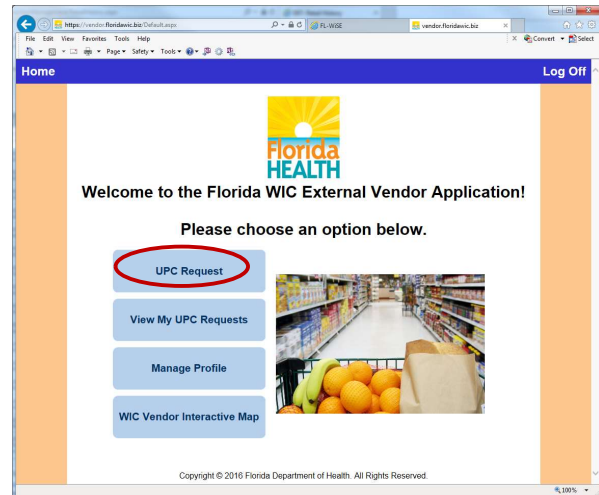 https://vendor.floridawic.biz/Default.aspx
FL-WiSE
vendor.floridawic.biz
File Edit View Favorites Tools Help
Convert
Select
Page Safety Tools
Home
Log Off
Florida
HEALTH
Welcome to the Florida WIC External Vendor Application!
Please choose an option below.
UPC Request
View My UPC Requests
Manage Profile
WIC Vendor Interactive Map
Copyright © 2016 Florida Department of Health. All Rights Reserved.
100%